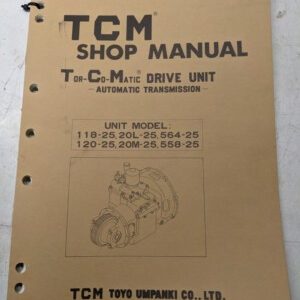 TCM®
SHOP MANUAL
TOR-CO-MATIC® DRIVE UNIT
AUTOMATIC TRANSMISSION
UNIT MODEL:
118-25,20L-25,564-25
120-25,20M-25,558-25
TCM TOYO UMPANKI CO., LTD.